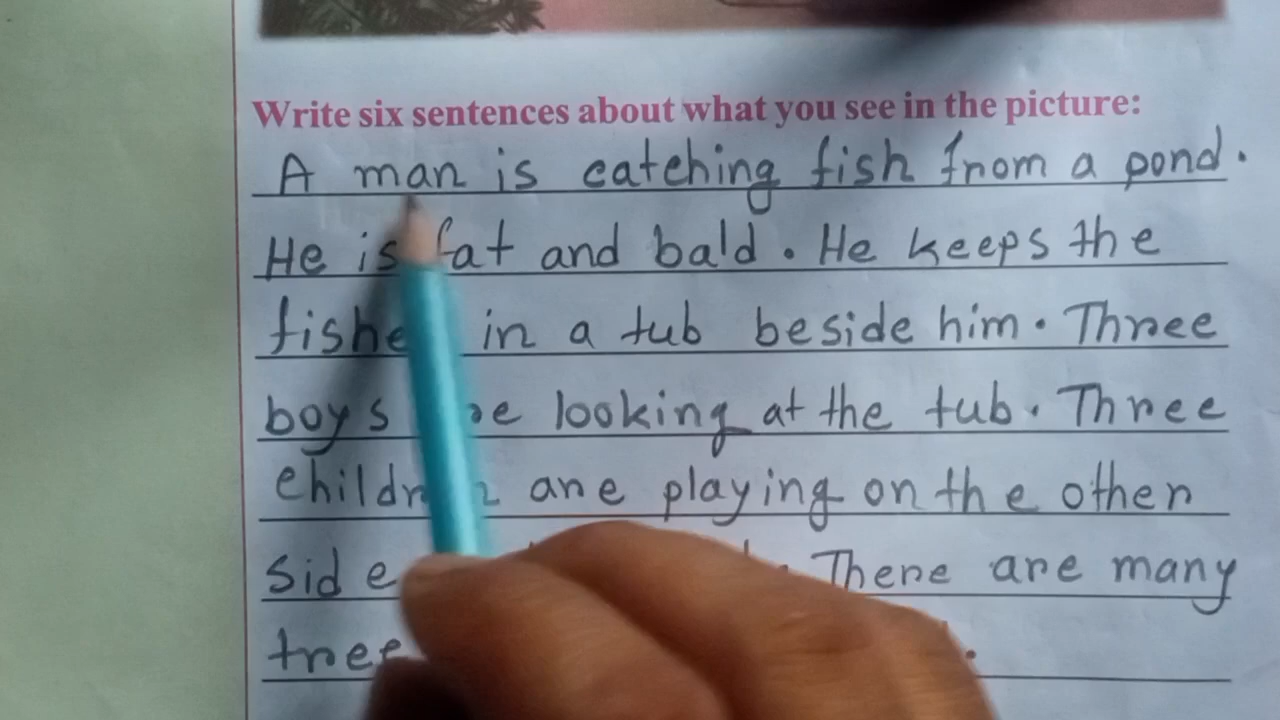 Write six sentences about what you see in the picture:
A man is catching fish from a pond.
He is fat and bald. He keeps the
in a tub beside him. Three
boys looking at the tub. Three
are playing on the other
side There are many